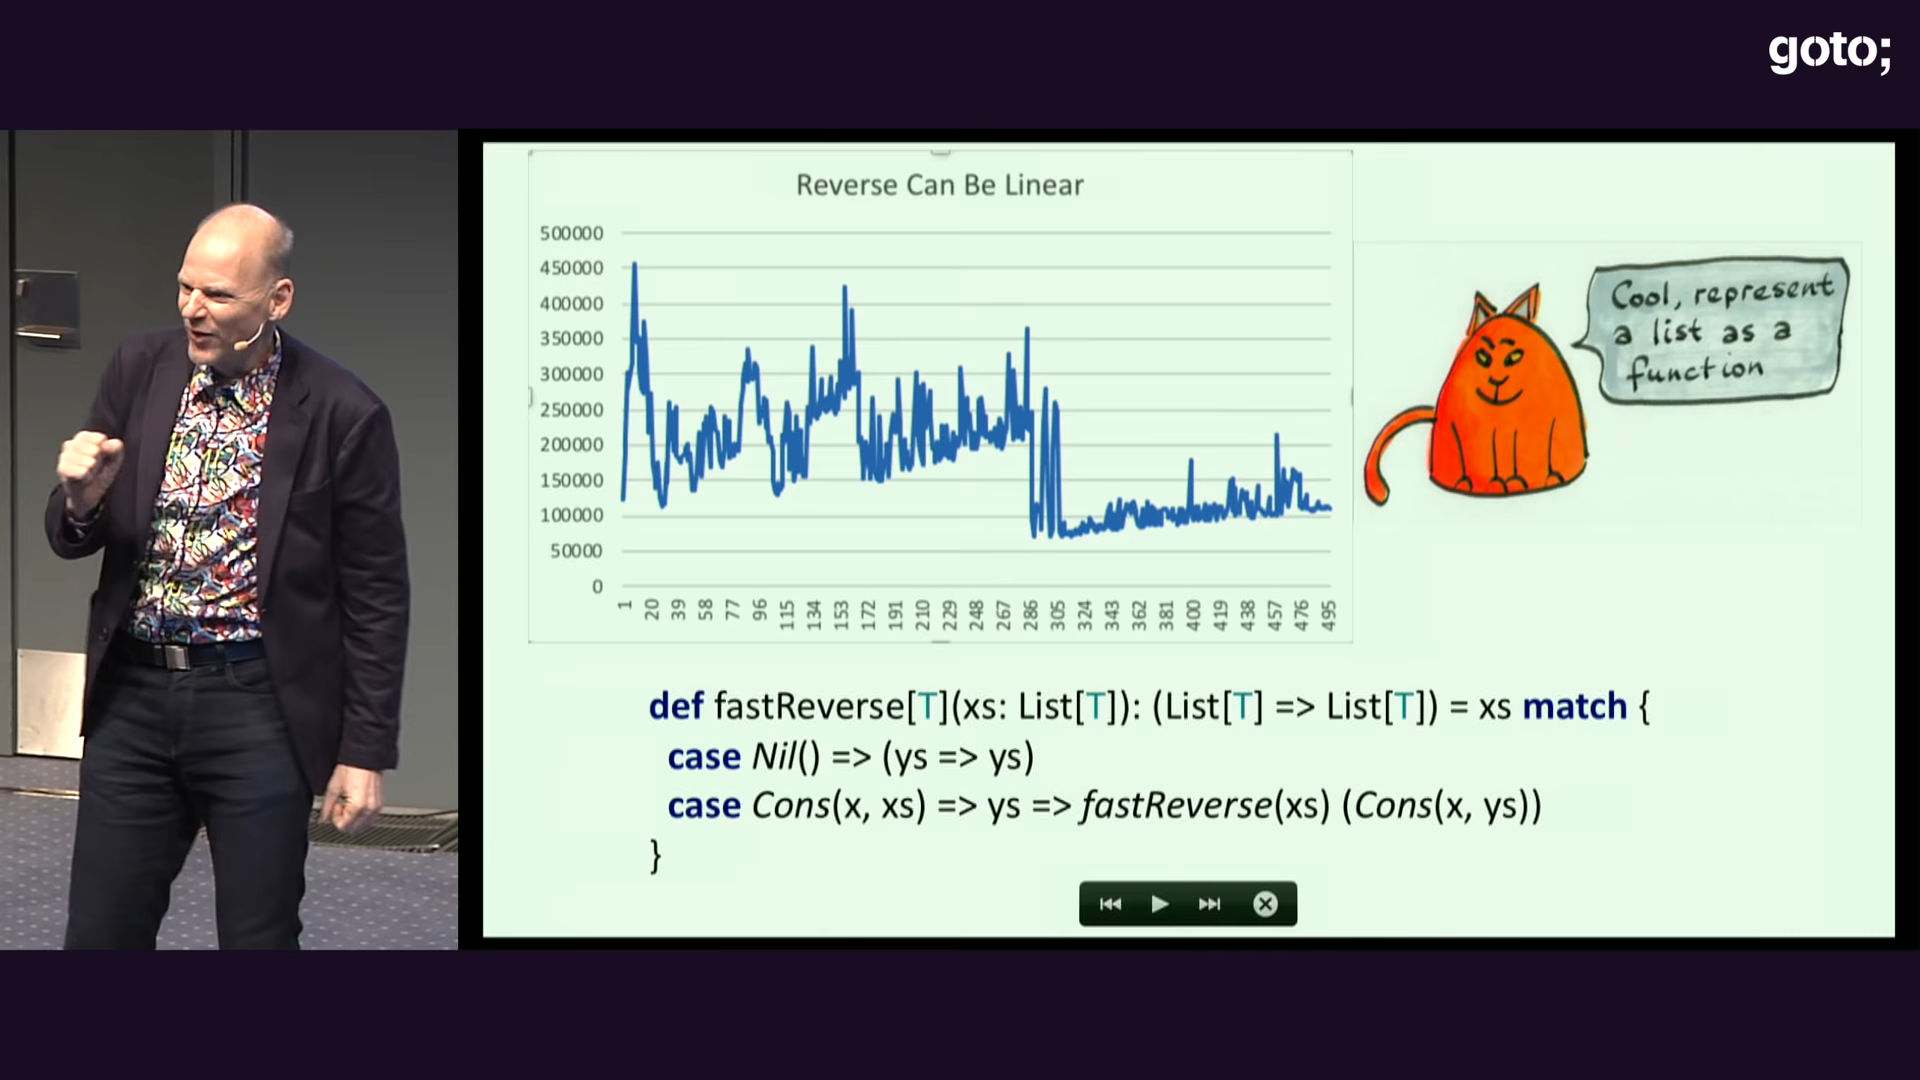 goto;
Reverse Can Be Linear
500000
450000
400000
350000
300000
250000
200000
150000
100000
50000
0
1 20 39 58 77 96 115 134 153 172 191 210 229 248 267 286 305 324 343 362 381 400 419 438 457 476 495
Cool, represent
a list as a
function
def fastReverse[T](xs: List[T]): (List[T] => List[T]) = xs match {
case Nil() => (ys => ys)
case Cons(x, xs) => ys => fastReverse(xs) (Cons(x, ys))
}